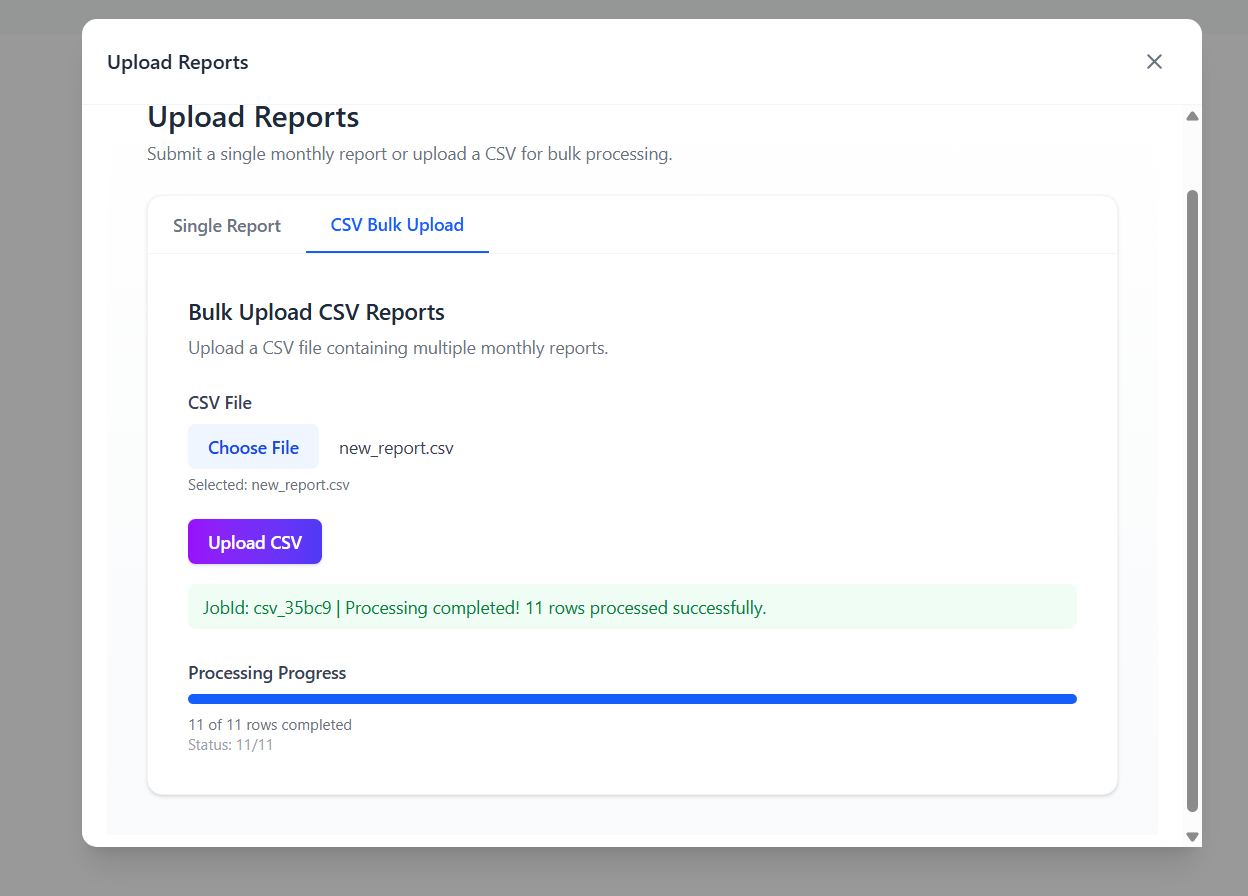 Upload Reports
Upload Reports
Submit a single monthly report or upload a CSV for bulk processing.
Single Report
CSV Bulk Upload
Bulk Upload CSV Reports
Upload a CSV file containing multiple monthly reports.
CSV File
Choose File new_report.csv
Selected: new_report.csv
Upload CSV
JobId: csv_35bc9 | Processing completed! 11 rows processed successfully.
Processing Progress
11 of 11 rows completed
Status: 11/11